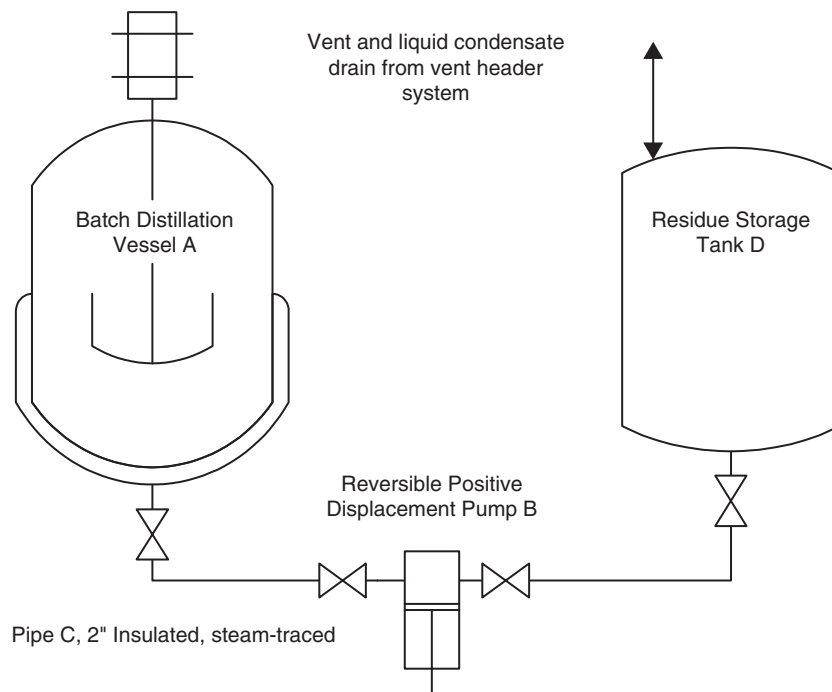 Vent and liquid condensate
drain from vent header
system
Batch Distillation
Vessel A
Residue Storage
Tank D
Reversible Positive
Displacement Pump B
Pipe C, 2" Insulated, steam-traced